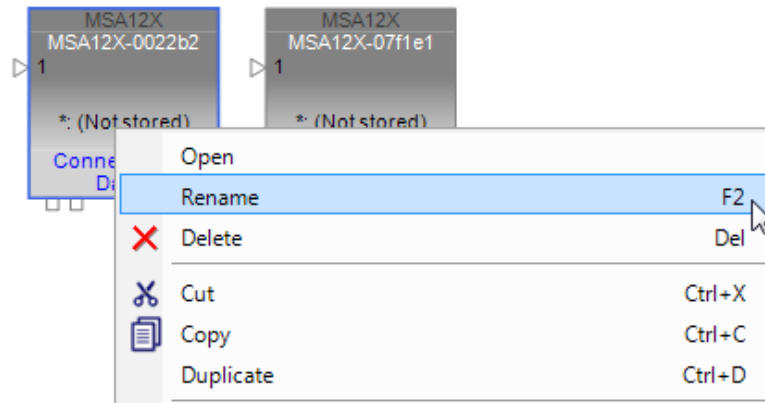 MSA12X
MSA12X-0022b2
1
*: (Not stored)
Conne
MSA12X
MSA12X-07f1e1
1
*: (Not stored)
Open
Rename F2
Delete Del
Cut Ctrl+X
Copy Ctrl+C
Duplicate Ctrl+D